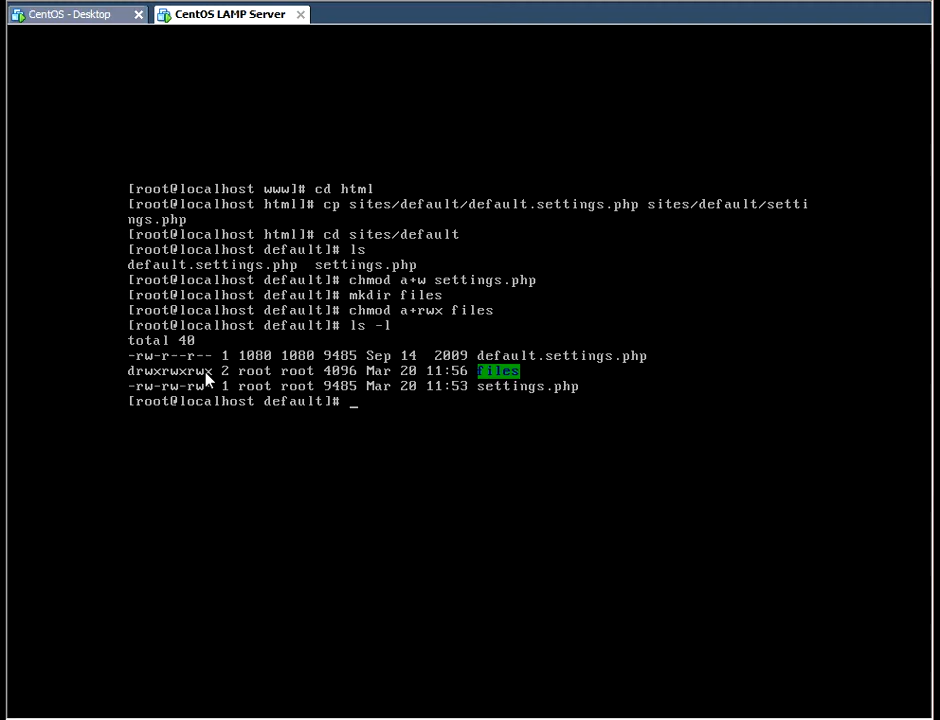 CentOS - Desktop
CentOS LAMP Server
[root@localhost www]# cd html
[root@localhost html]# cp sites/default/default.settings.php sites/default/setti
ngs.php
[root@localhost html]# cd sites/default
[root@localhost default]# ls
default.settings.php  settings.php
[root@localhost default]# chmod a+w settings.php
[root@localhost default]# mkdir files
[root@localhost default]# chmod a+rwx files
[root@localhost default]# ls -l
total 40
-rw-r--r-- 1 1080 1080 9485 Sep 14  2009 default.settings.php
drwxrwxrwx 2 root root 4096 Mar 20 11:56 files
-rw-rw-rw- 1 root root 9485 Mar 20 11:53 settings.php
[root@localhost default]# _